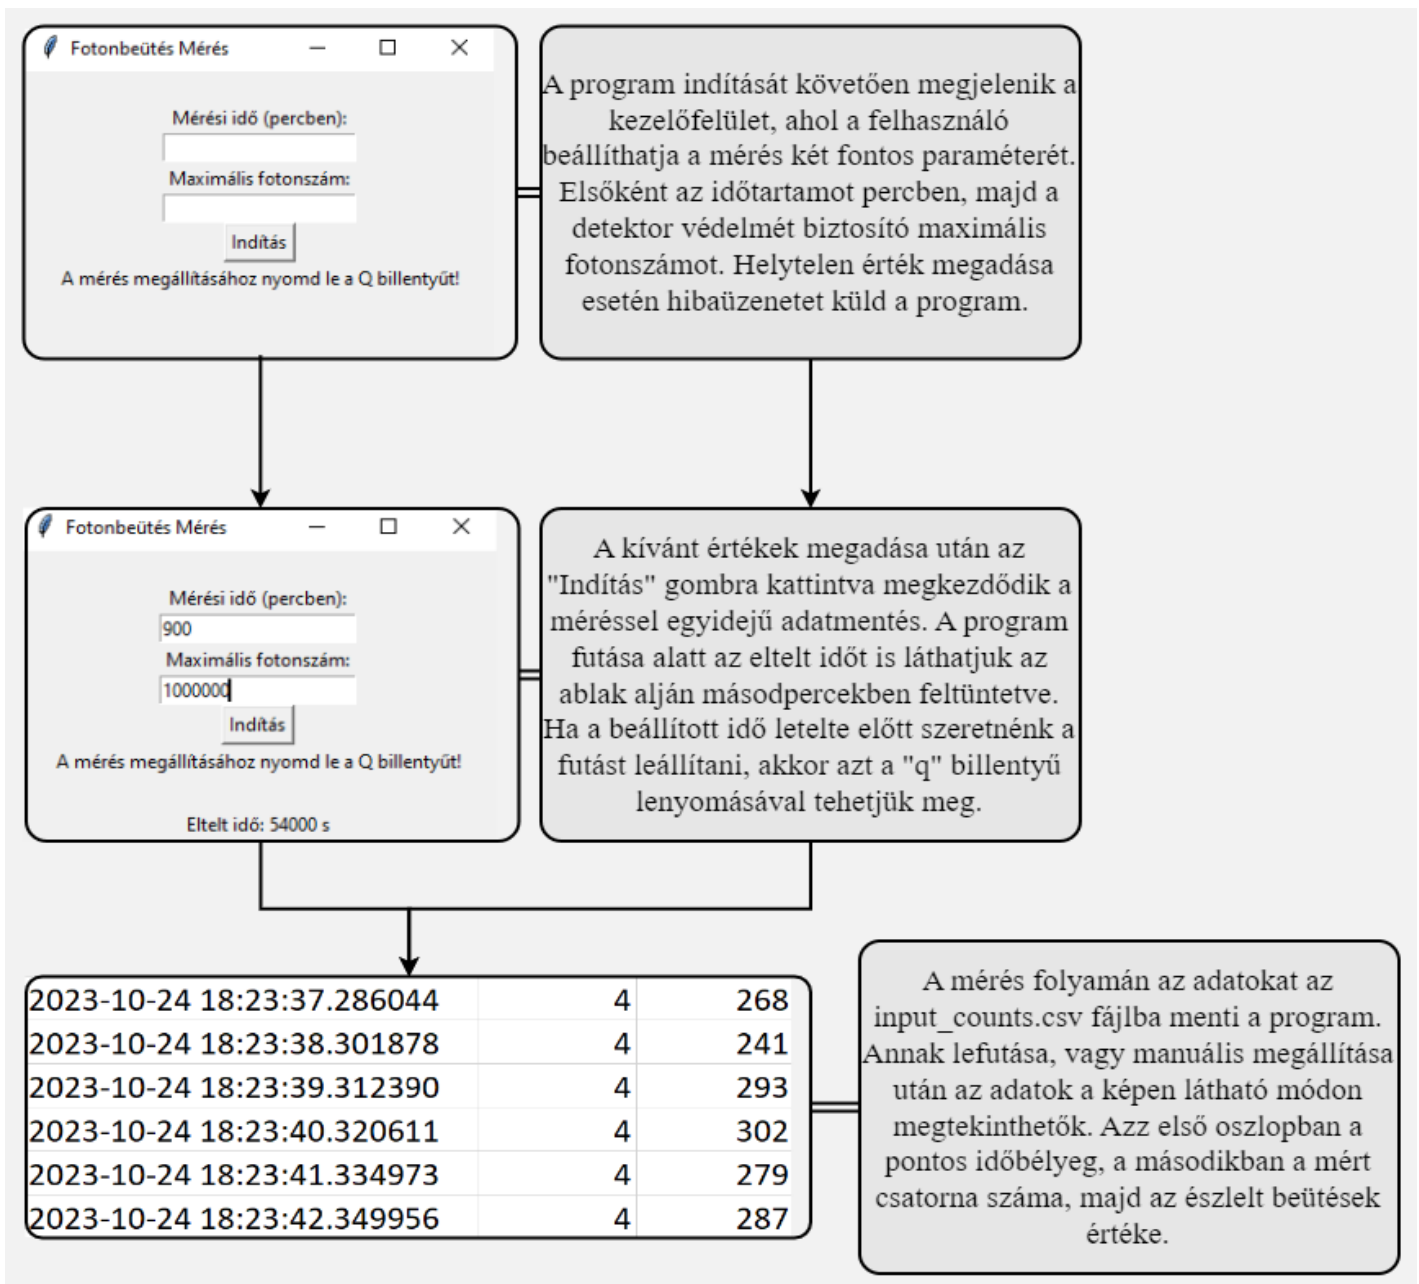 Fotonbeütés Mérés
Mérési idő (percben):
Maximális fotonszám:
Indítás
A mérés megállításához nyomd le a Q billentyűt!
A program indítását követően megjelenik a
kezelőfelület, ahol a felhasználó
beállíthatja a mérés két fontos paraméterét.
Elsőként az időtartamot percben, majd a
detektor védelmét biztosító maximális
fotonszámot. Helytelen érték megadása
esetén hibaüzenetet küld a program.
Fotonbeütés Mérés
Mérési idő (percben):
900
Maximális fotonszám:
1000000
Indítás
A mérés megállításához nyomd le a Q billentyűt!
Eltelt idő: 54000 s
A kívánt értékek megadása után az
"Indítás" gombra kattintva megkezdődik a
méréssel egyidejű adatmentés. A program
futása alatt az eltelt időt is láthatjuk az
ablak alján másodpercekben feltüntetve.
Ha a beállított idő letelte előtt szeretnénk a
futást leállítani, akkor azt a "q" billentyű
lenyomásával tehetjük meg.
2023-10-24 18:23:37.286044 4 268
2023-10-24 18:23:38.301878 4 241
2023-10-24 18:23:39.312390 4 293
2023-10-24 18:23:40.320611 4 302
2023-10-24 18:23:41.334973 4 279
2023-10-24 18:23:42.349956 4 287
A mérés folyamán az adatokat az
input_counts.csv fájlba menti a program.
Annak lefutása, vagy manuális megállítása
után az adatok a képen látható módon
megtekinthetők. Azz első oszlopban a
pontos időbélyeg, a másodikban a mért
csatorna száma, majd az észlelt beütések
értéke.